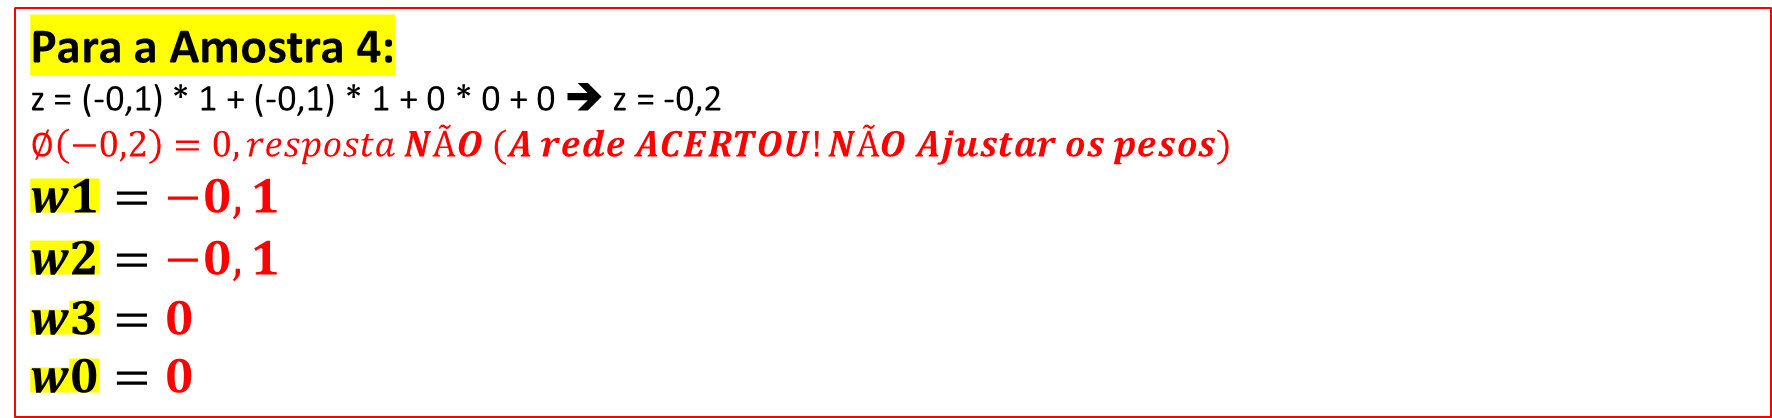 Para a Amostra 4:
z = (-0,1) * 1 + (-0,1) * 1 + 0 * 0 + 0 🡺 z = -0,2
∅(−0,2) = 0, resposta NÃO (A rede ACERTOU! NÃO Ajustar os pesos)
w1 = −0, 1
w2 = −0, 1
w3 = 0
w0 = 0